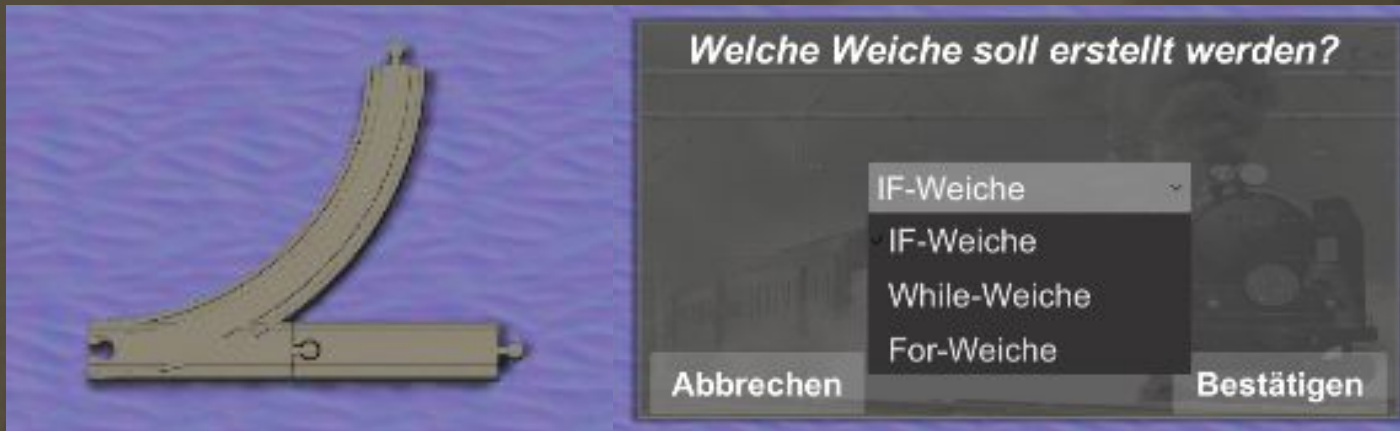 Welche Weiche soll erstellt werden?
IF-Weiche
IF-Weiche
While-Weiche
For-Weiche
Abbrechen
Bestätigen